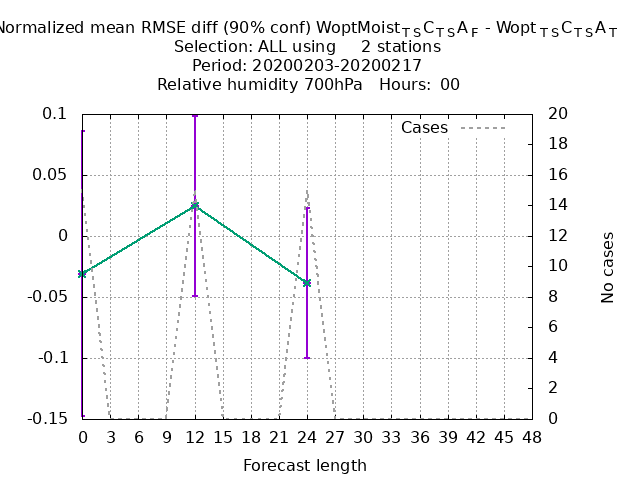 Normalized mean RMSE diff (90% conf) WoptMoist_TSC_TSA_F - Wopt_TSC_TSA_T
Selection: ALL using 2 stations
Period: 20200203-20200217
Relative humidity 700hPa Hours: 00
Cases
0.1
0.05
0
-0.05
-0.1
-0.15
20
18
16
14
12
10
8
6
4
2
0
No cases
0 3 6 9 12 15 18 21 24 27 30 33 36 39 42 45 48
Forecast length